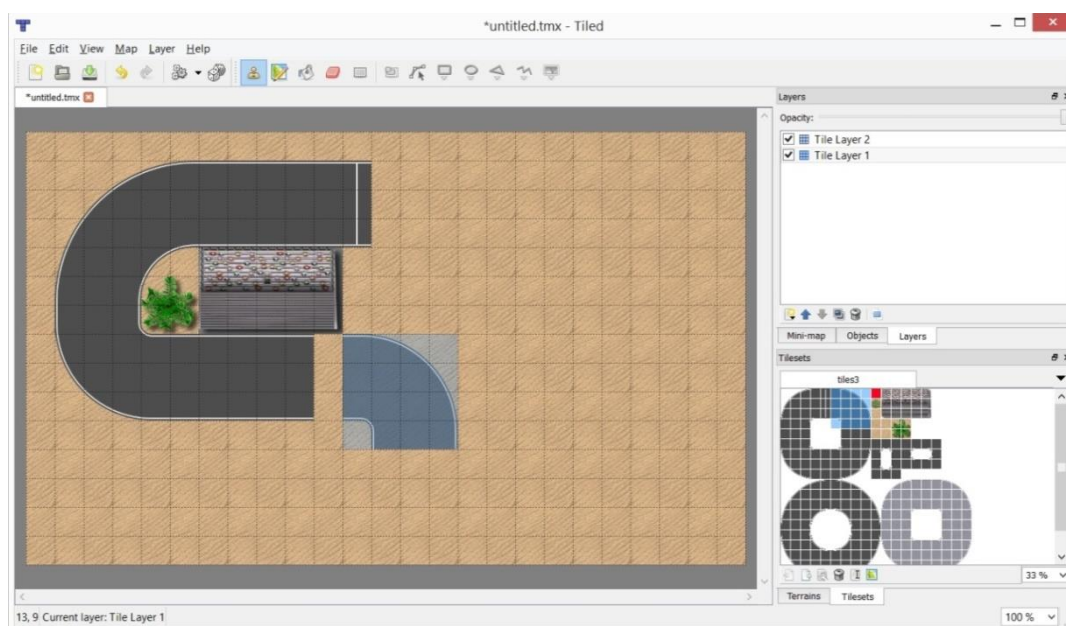 *untitled.tmx - Tiled
File Edit View Map Layer Help
*untitled.tmx
Layers
Opacity:
Tile Layer 2
Tile Layer 1
Mini-map Objects Layers
Tilesets
tiles3
33 %
Terrains Tilesets
13, 9 Current layer: Tile Layer 1
100 %